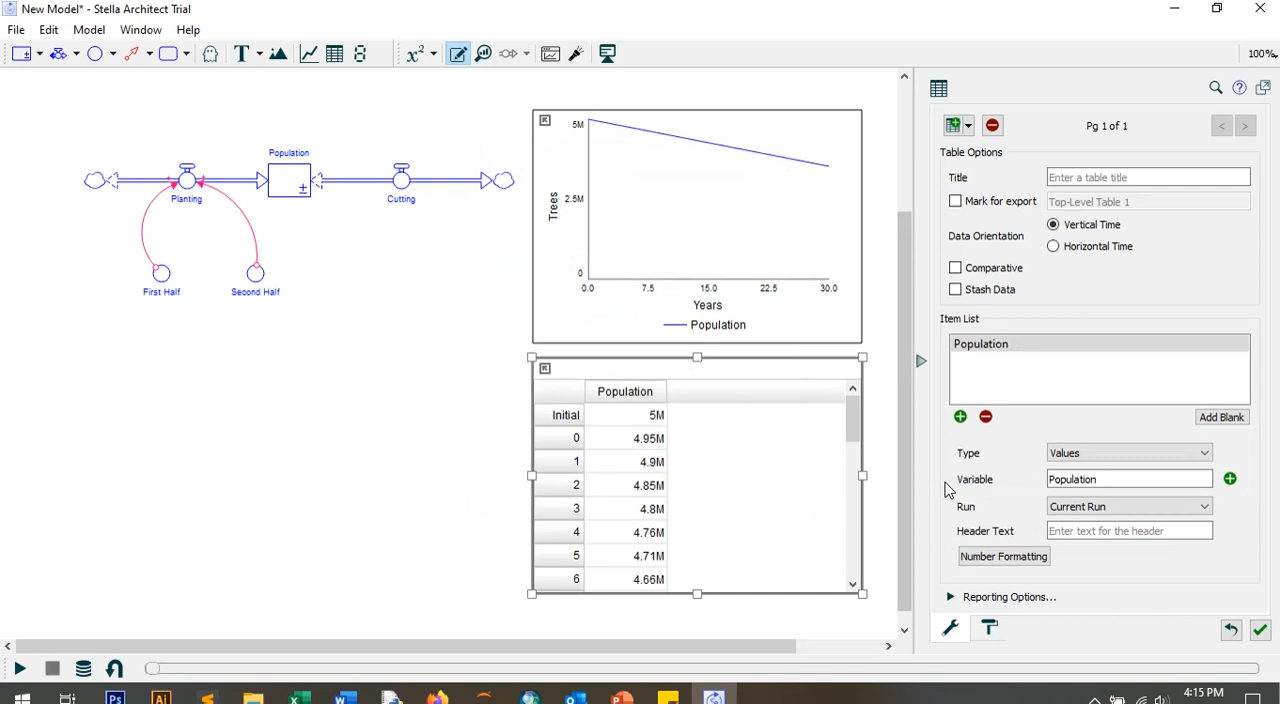 New Model* - Stella Architect Trial
File Edit Model Window Help
T x² 100%
Population
Planting
Cutting
First Half Second Half
5M
2.5M
0
Trees
0.0 7.5 15.0 22.5 30.0
Years
Population
Population
Initial 5M
0 4.95M
1 4.9M
2 4.85M
3 4.8M
4 4.76M
5 4.71M
6 4.66M
Pg 1 of 1 < >
Table Options
Title Enter a table title
Mark for export Top-Level Table 1
Data Orientation Vertical Time
Horizontal Time
Comparative
Stash Data
Item List
Population
Add Blank
Type Values
Variable Population
Run Current Run
Header Text Enter text for the header
Number Formatting
Reporting Options...
4:15 PM